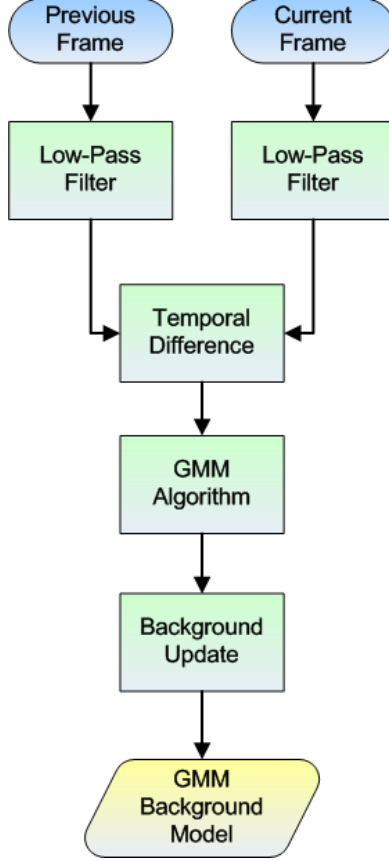 Previous
Frame
Current
Frame
Low-Pass
Filter
Low-Pass
Filter
Temporal
Difference
GMM
Algorithm
Background
Update
GMM
Background
Model